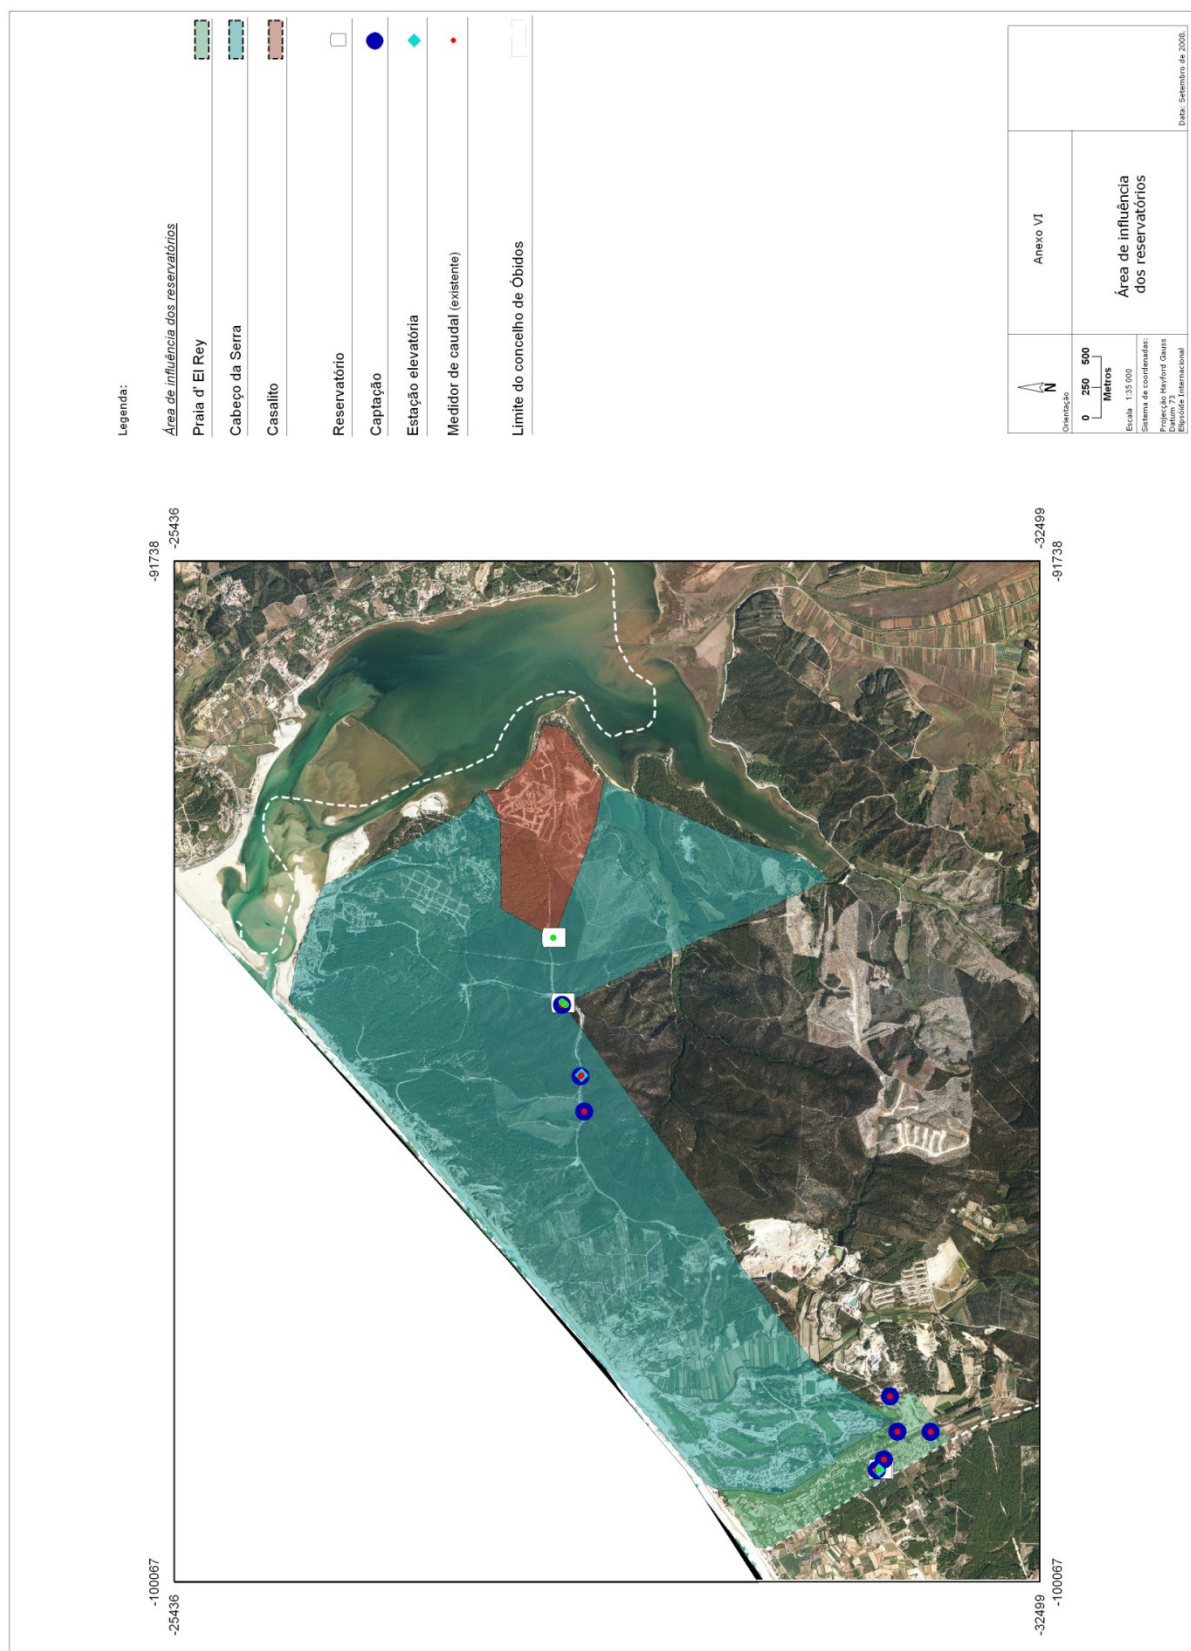 Legenda:
Área de influência dos reservatórios
Praia d' El Rey
Cabeço da Serra
Casalito
Reservatório
Captação
Estação elevatória
Medidor de caudal (existente)
Limite do concelho de Óbidos
-100067
-91738
-25436
-25436
-32499
-32499
-100067
-91738
Orientação
N
0 250 500
Metros
Escala 1:35 000
Sistema de coordenadas:
Projecção Hayford Gauss
Datum 73
Elipsóide Internacional
Anexo VI
Área de influência
dos reservatórios
Data: Setembro de 2008.